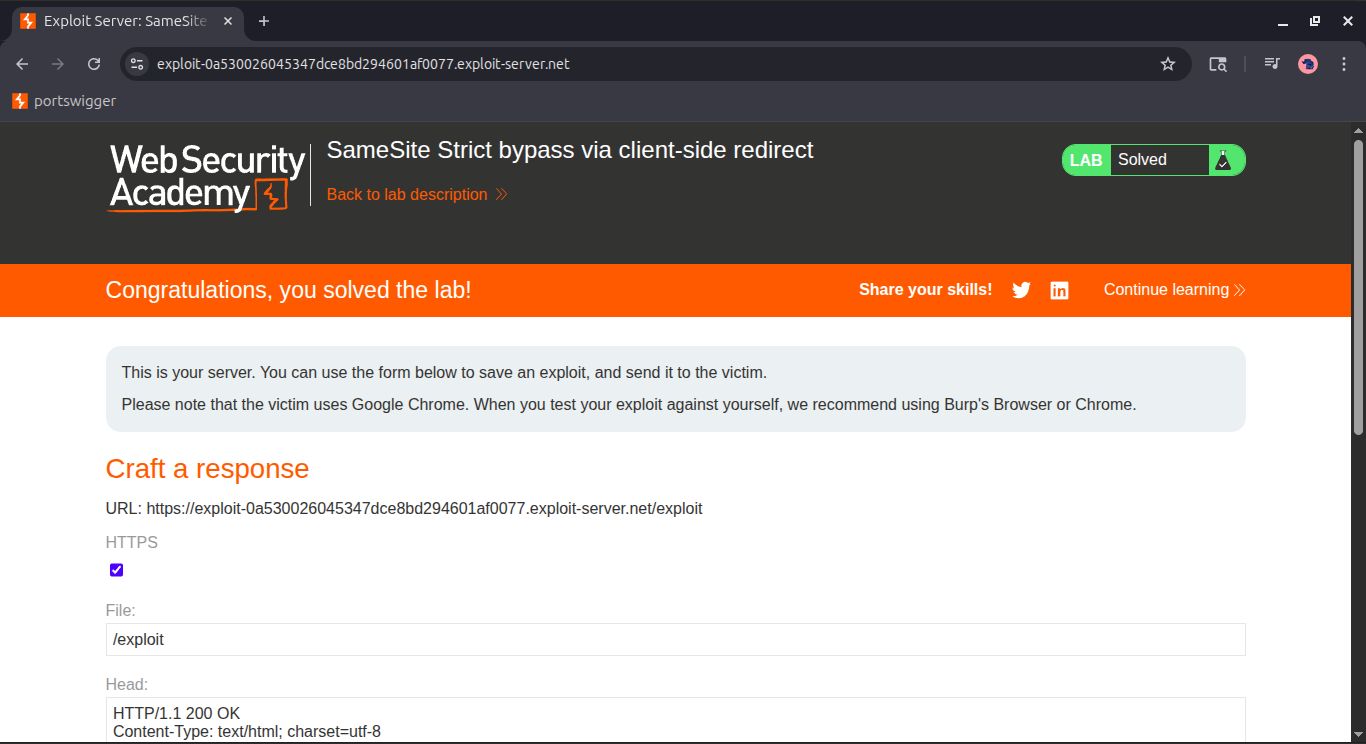 Exploit Server: SameSite
exploit-0a530026045347dce8bd294601af0077.exploit-server.net
portswigger
Web Security
Academy
SameSite Strict bypass via client-side redirect
Back to lab description
LAB Solved
Congratulations, you solved the lab!
Share your skills!
Continue learning
This is your server. You can use the form below to save an exploit, and send it to the victim.
Please note that the victim uses Google Chrome. When you test your exploit against yourself, we recommend using Burp's Browser or Chrome.
Craft a response
URL: https://exploit-0a530026045347dce8bd294601af0077.exploit-server.net/exploit
HTTPS
File:
/exploit
Head:
HTTP/1.1 200 OK
Content-Type: text/html; charset=utf-8